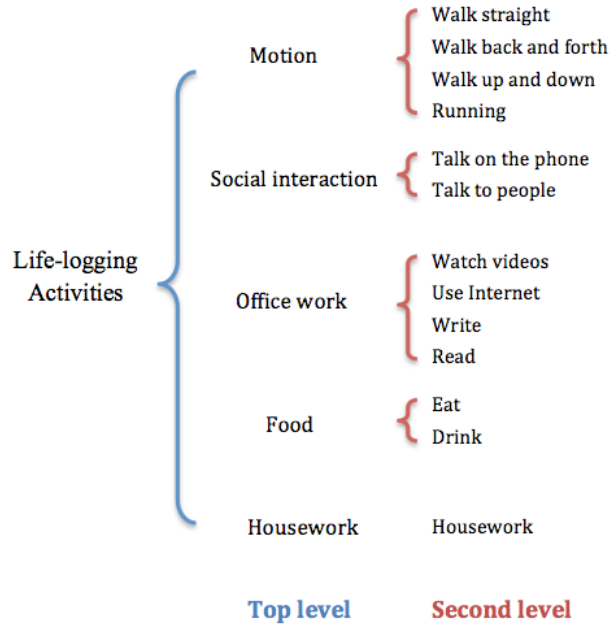 Life-logging
Activities
Motion
Walk straight
Walk back and forth
Walk up and down
Running
Social interaction
Talk on the phone
Talk to people
Office work
Watch videos
Use Internet
Write
Read
Food
Eat
Drink
Housework
Housework
Top level
Second level